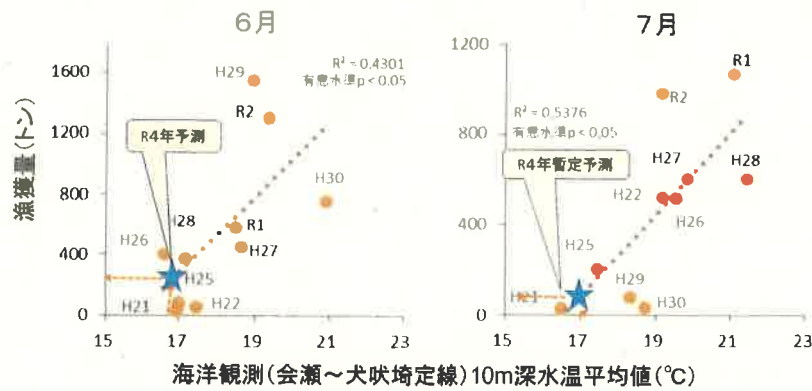 6月
7月
漁獲量(トン)
1600
1200
800
400
0
15
17
19
21
23
R² = 0.4301
有意水準p < 0.05
R4年予測
H29
R2
H30
H28
R1
H27
H26
H25
H21
H22
1200
800
400
0
15
17
19
21
23
R² = 0.5376
有意水準p < 0.05
R4年暫定予測
R1
R2
H27
H28
H22
H26
H25
H29
H21
H30
海洋観測(会瀬～犬吠埼定線)10m深水温平均値(℃)